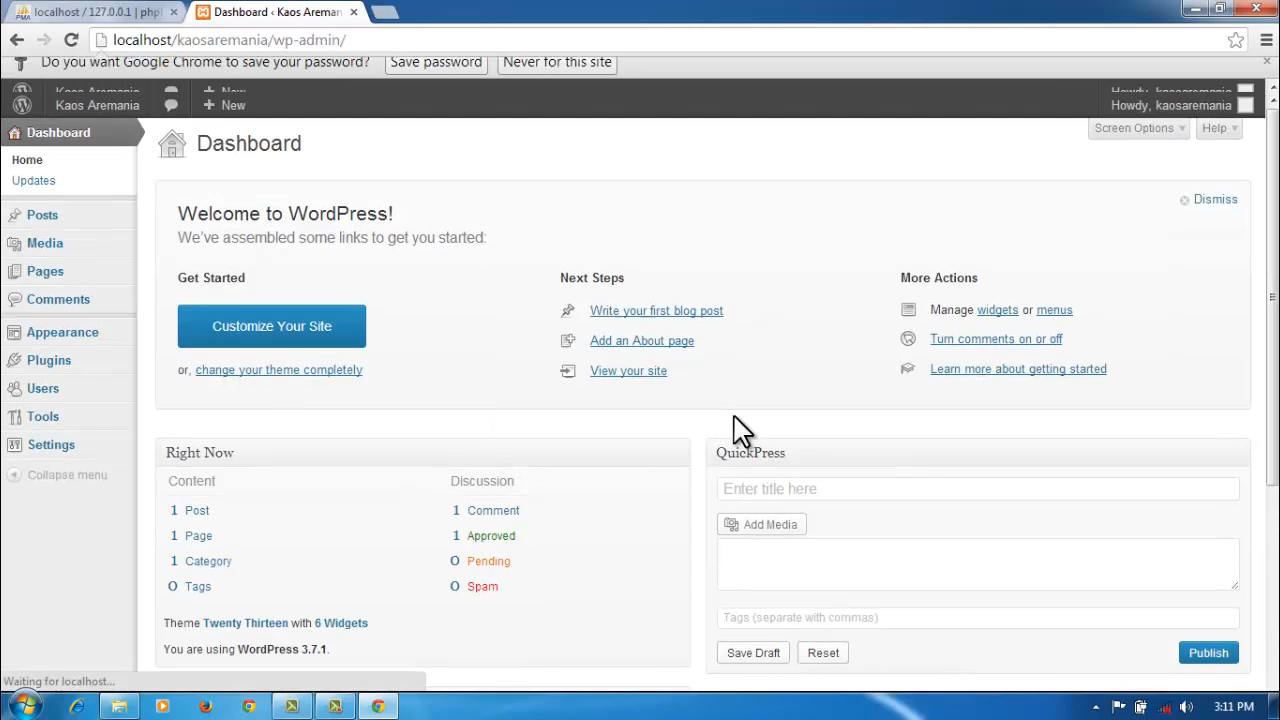 localhost / 127.0.0.1 | phpl
Dashboard ‹ Kaos Areman
localhost/kaosaremania/wp-admin/
Do you want Google Chrome to save your password?
Save password
Never for this site
Kaos Aremania
New
Howdy, kaosaremania
Kaos Aremania
New
Howdy, kaosaremania
Dashboard
Home
Updates
Posts
Media
Pages
Comments
Appearance
Plugins
Users
Tools
Settings
Collapse menu
Dashboard
Screen Options
Help
Welcome to WordPress!
Dismiss
We've assembled some links to get you started:
Get Started
Customize Your Site
or, change your theme completely
Next Steps
Write your first blog post
Add an About page
View your site
More Actions
Manage widgets or menus
Turn comments on or off
Learn more about getting started
Right Now
Content
1 Post
1 Page
1 Category
0 Tags
Discussion
1 Comment
1 Approved
0 Pending
0 Spam
Theme Twenty Thirteen with 6 Widgets
You are using WordPress 3.7.1.
QuickPress
Enter title here
Add Media
Tags (separate with commas)
Save Draft
Reset
Publish
Waiting for localhost...
3:11 PM